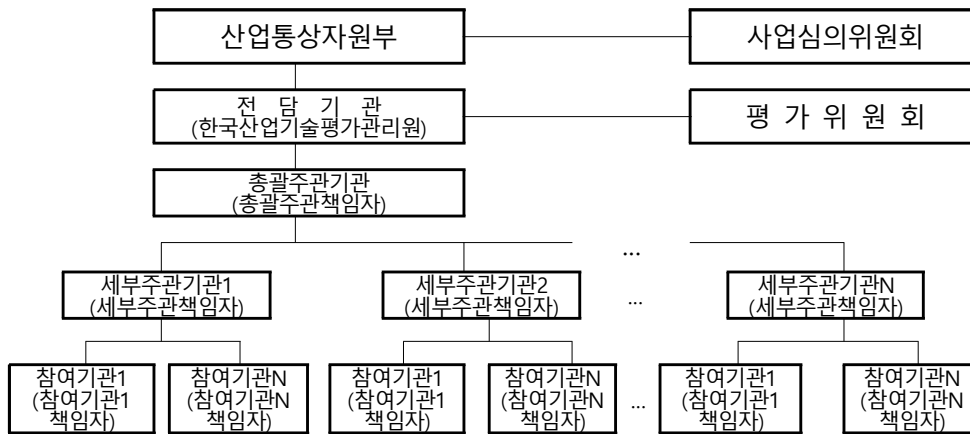 산업통상자원부
사업심의위원회
전 담 기 관
(한국산업기술평가관리원)
평 가 위 원 회
총괄주관기관
(총괄주관책임자)
...
세부주관기관1
(세부주관책임자)
세부주관기관2
(세부주관책임자)
...
세부주관기관N
(세부주관책임자)
참여기관1
(참여기관1
책임자)
참여기관N
(참여기관N
책임자)
참여기관1
(참여기관1
책임자)
참여기관N
(참여기관N
책임자)
...
참여기관1
(참여기관1
책임자)
참여기관N
(참여기관N
책임자)